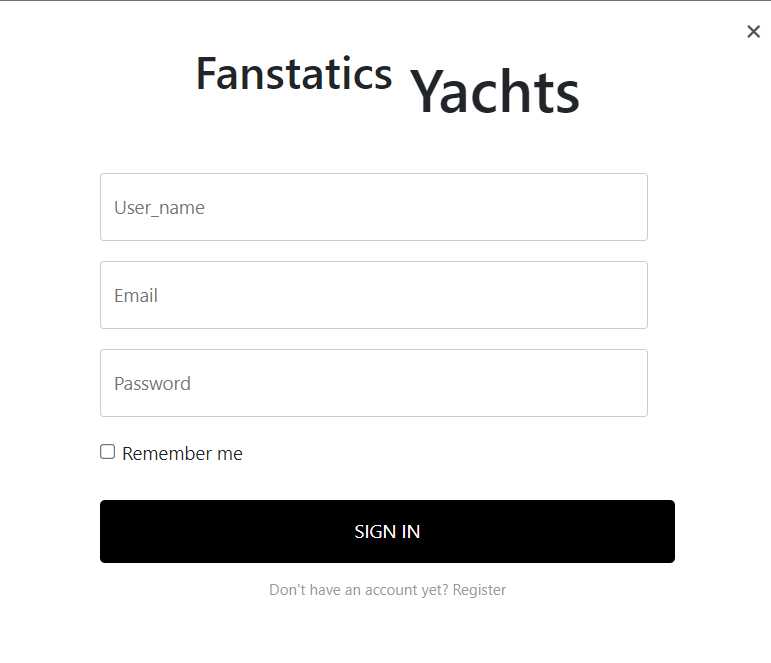 Fanstatics Yachts
User_name
Email
Password
Remember me
SIGN IN
Don't have an account yet? Register